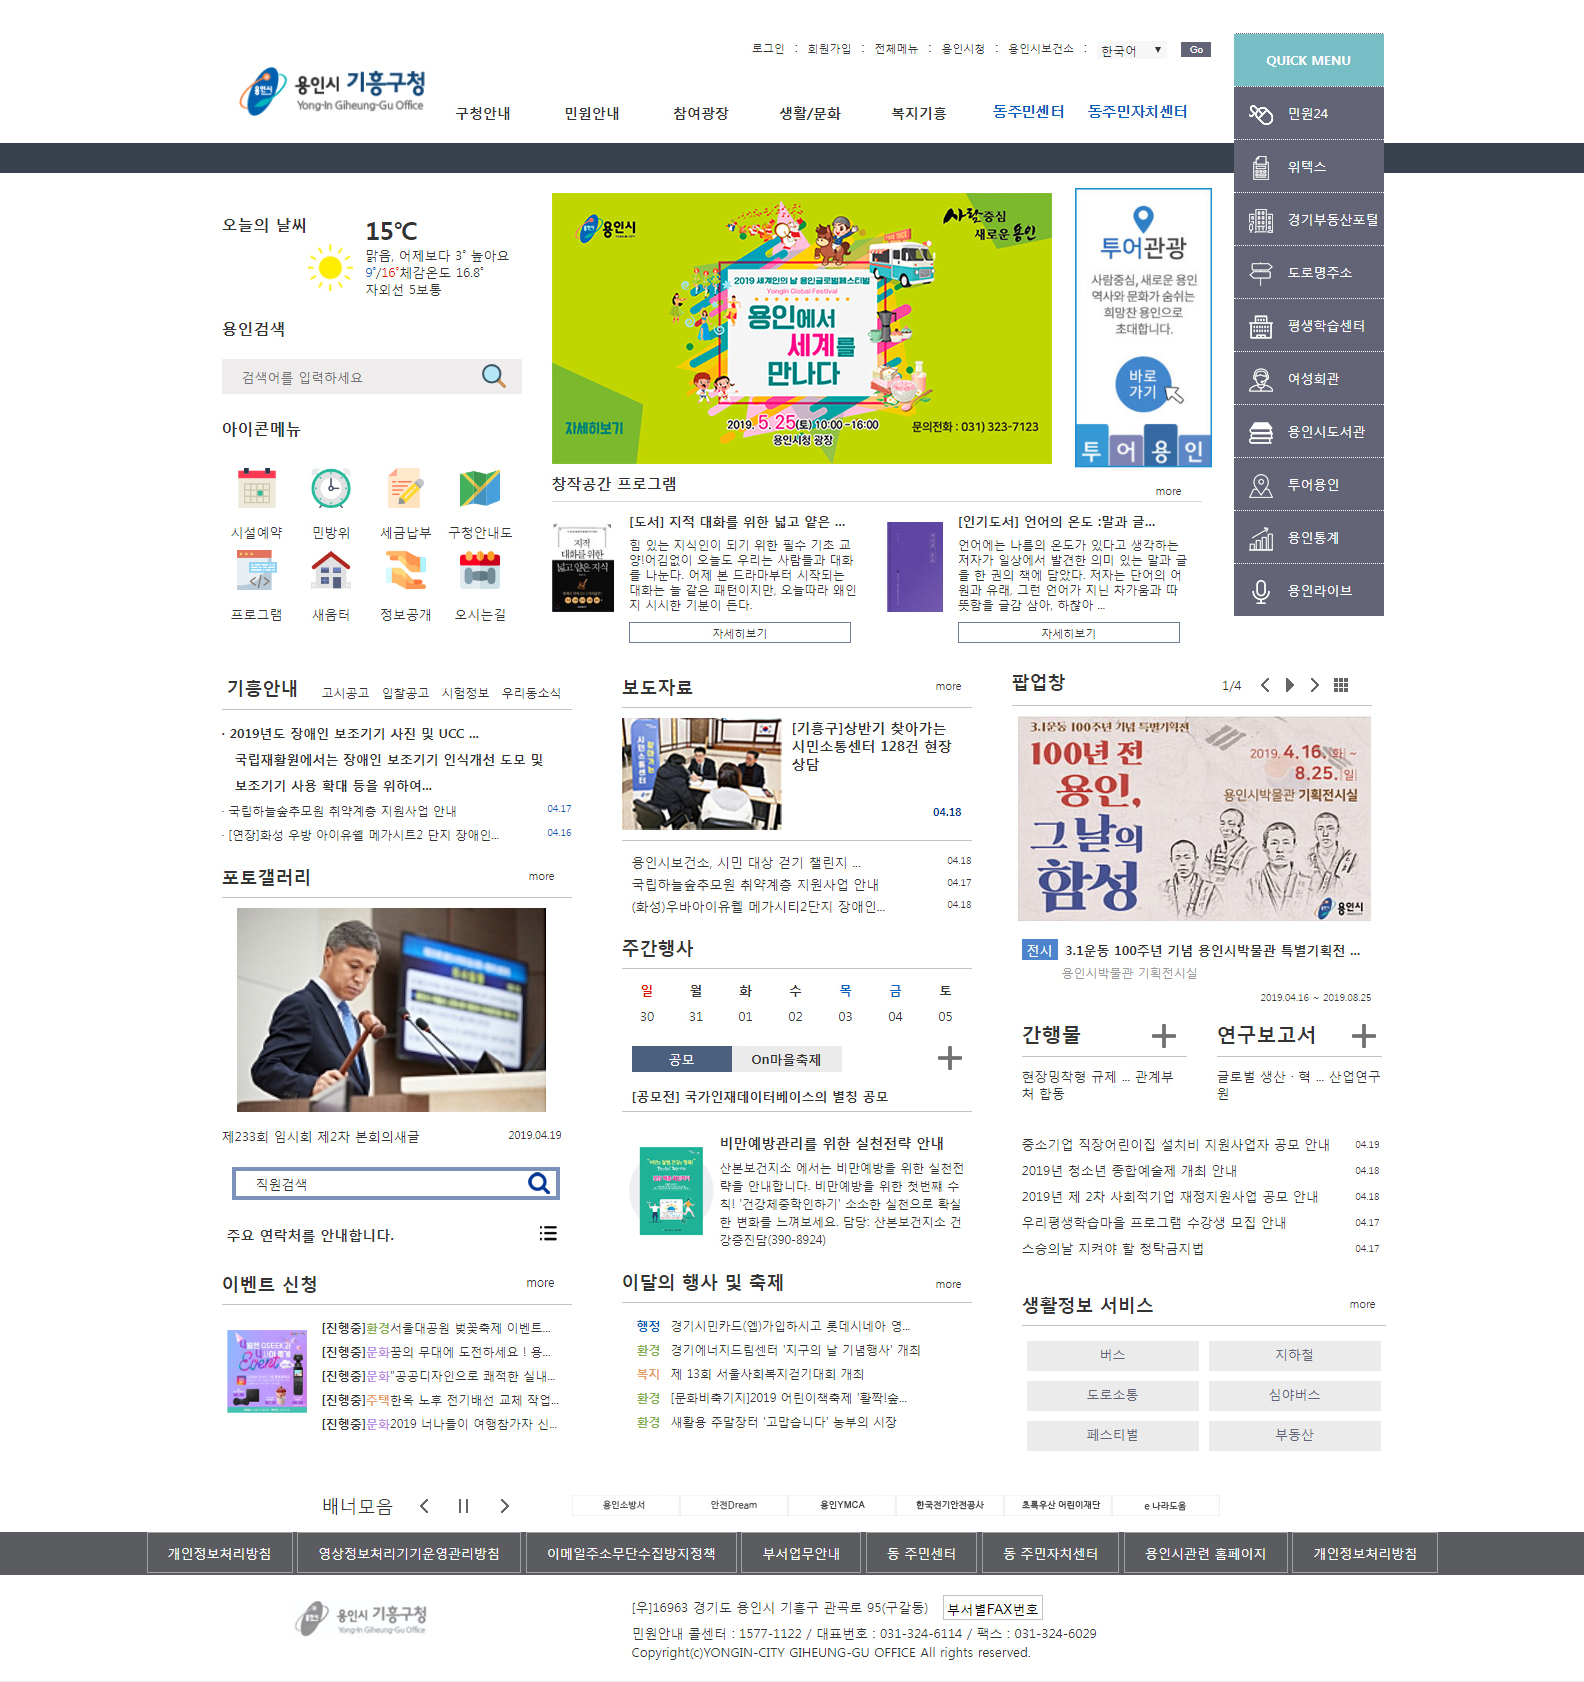 로그인 : 회원가입 : 전체메뉴 : 용인시청 : 용인시보건소 : 한국어 ▼ Go
용인시 용인시 기흥구청
Yong-In Giheung-Gu Office
구청안내 민원안내 참여광장 생활/문화 복지기흥 동주민센터 동주민자치센터
QUICK MENU
민원24
위텍스
경기부동산포털
도로명주소
평생학습센터
여성회관
용인시도서관
투어용인
용인통계
용인라이브
오늘의 날씨
15℃
맑음, 어제보다 3˚ 높아요
9˚/16˚체감온도 16.8˚
자외선 5보통
용인검색
검색어를 입력하세요
아이콘메뉴
시설예약 민방위 세금납부 구청안내도
프로그램 새움터 정보공개 오시는길
용인시
사람중심
새로운 용인
2019 세계인의 날 용인글로벌페스티벌
Yongin Global Festival
용인에서
세계를
만나다
자세히보기
2019. 5.25(토) 10:00 -16:00
용인시청 광장
문의전화 : 031) 323-7123
투어관광
사람중심, 새로운 용인
역사와 문화가 숨쉬는
희망찬 용인으로
초대합니다.
바로
가기
투어용인
창작공간 프로그램
more
지적
대화를 위한
넓고 얕은 지식
[도서] 지적 대화를 위한 넓고 얕은 ...
힘 있는 지식인이 되기 위한 필수 기초 교
양!어김없이 오늘도 우리는 사람들과 대화
를 나눈다. 어제 본 드라마부터 시작되는
대화는 늘 같은 패턴이지만, 오늘따라 왜인
지 시시한 기분이 든다.
자세히보기
[인기도서] 언어의 온도 :말과 글...
언어에는 나름의 온도가 있다고 생각하는
저자가 일상에서 발견한 의미 있는 말과 글
을 한 권의 책에 담았다. 저자는 단어의 어
원과 유래, 그런 언어가 지닌 차가움과 따
뜻함을 글감 삼아, 하찮아 ...
자세히보기
기흥안내 고시공고 입찰공고 시험정보 우리동소식
· 2019년도 장애인 보조기기 사진 및 UCC ...
국립재활원에서는 장애인 보조기기 인식개선 도모 및
보조기기 사용 확대 등을 위하여...
· 국립하늘숲추모원 취약계층 지원사업 안내 04.17
· [연장]화성 우방 아이유쉘 메가시트2 단지 장애인... 04.16
포토갤러리 more
제233회 임시회 제2차 본회의새글 2019.04.19
직원검색
주요 연락처를 안내합니다.
이벤트 신청 more
Event
[진행중]환경서울대공원 벚꽃축제 이벤트...
[진행중]문화꿈의 무대에 도전하세요 ! 용...
[진행중]문화"공공디자인으로 쾌적한 실내...
[진행중]주택한옥 노후 전기배선 교체 작업...
[진행중]문화2019 너나들이 여행참가자 신...
보도자료 more
찾아가는
시민소통센터
[기흥구]상반기 찾아가는
시민소통센터 128건 현장
상담
04.18
용인시보건소, 시민 대상 걷기 챌린지 ... 04.18
국립하늘숲추모원 취약계층 지원사업 안내 04.17
(화성)우바아이유쉘 메가시티2단지 장애인... 04.18
주간행사
일 월 화 수 목 금 토
30 31 01 02 03 04 05
공모 On마을축제
[공모전] 국가인재데이터베이스의 별칭 공모
비만예방관리를 위한 실천전략 안내
산본보건지소 에서는 비만예방을 위한 실천전
략을 안내합니다. 비만예방을 위한 첫번째 수
칙! '건강체중학인하기' 소소한 실천으로 확실
한 변화를 느껴보세요. 담당: 산본보건지소 건
강증진담(390-8924)
이달의 행사 및 축제 more
행정 경기시민카드(엡)가입하시고 롯데시네아 영...
환경 경기에너지드림센터 '지구의 날 기념행사' 개최
복지 제 13회 서울사회복지걷기대회 개최
환경 [문화비축기지]2019 어린이책축제 '활짝!숲...
환경 새활용 주말장터 '고맙습니다' 농부의 시장
팝업창 1/4
3.1운동 100주년 기념 특별기획전
100년 전
용인,
그날의
함성
2019. 4.16.|화| ~
8.25.|일|
용인시박물관 기획전시실
용인시
전시 3.1운동 100주년 기념 용인시박물관 특별기획전 ...
용인시박물관 기획전시실
2019.04.16 ~ 2019.08.25
간행물
현장밍착형 규제 ... 관계부
처 합동
연구보고서
글로벌 생산 · 혁 ... 산업연구
원
중소기업 직장어린이집 설치비 지원사업자 공모 안내 04.19
2019년 청소년 종합예술제 개최 안내 04.18
2019년 제 2차 사회적기업 재정지원사업 공모 안내 04.18
우리평생학습마을 프로그램 수강생 모집 안내 04.17
스승의날 지켜야 할 청탁금지법 04.17
생활정보 서비스 more
버스 지하철
도로소통 심야버스
페스티벌 부동산
배너모음
용인소방서 안전Dream 용인YMCA 한국전기안전공사 초록우산 어린이재단 e 나라도움
개인정보처리방침 영상정보처리기기운영관리방침 이메일주소무단수집방지정책 부서업무안내 동 주민센터 동 주민자치센터 용인시관련 홈페이지 개인정보처리방침
용인시 용인시 기흥구청
Yong-In Giheung-Gu Office
[우]16963 경기도 용인시 기흥구 관곡로 95(구갈동) 부서별FAX번호
민원안내 콜센터 : 1577-1122 / 대표번호 : 031-324-6114 / 팩스 : 031-324-6029
Copyright(c)YONGIN-CITY GIHEUNG-GU OFFICE All rights reserved.